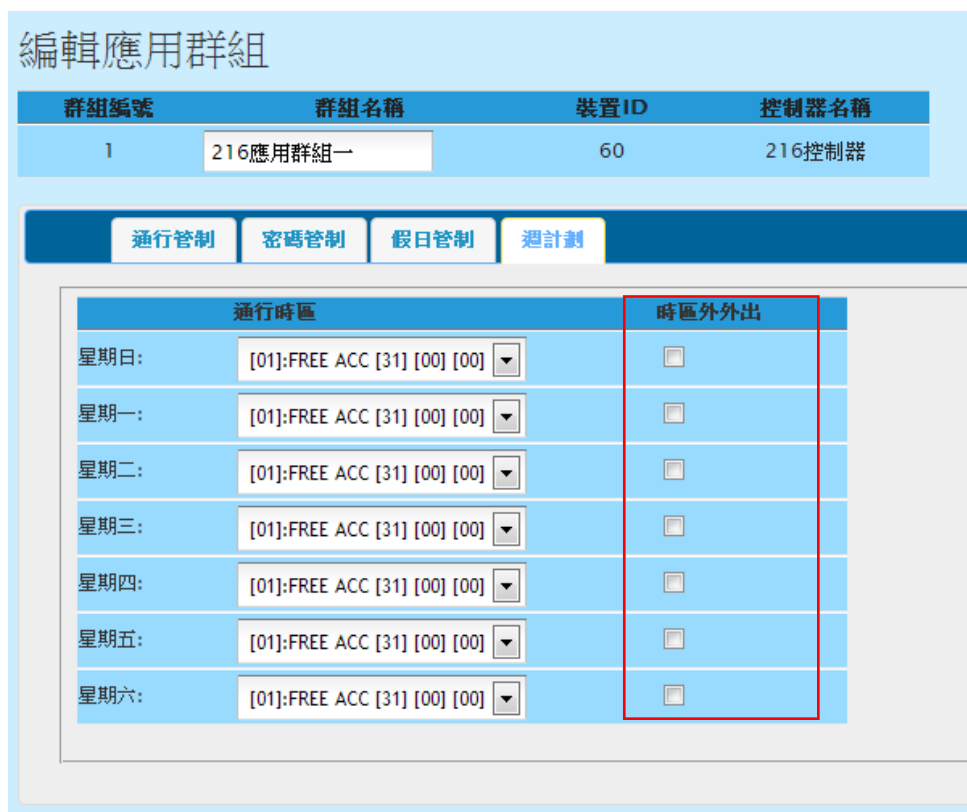 編輯應用群組
群組編號 群組名稱 裝置ID 控制器名稱
1 216應用群組一 60 216控制器
通行管制 密碼管制 假日管制 週計劃
通行時區 時區外外出
星期日: [01]:FREE ACC [31] [00] [00]
星期一: [01]:FREE ACC [31] [00] [00]
星期二: [01]:FREE ACC [31] [00] [00]
星期三: [01]:FREE ACC [31] [00] [00]
星期四: [01]:FREE ACC [31] [00] [00]
星期五: [01]:FREE ACC [31] [00] [00]
星期六: [01]:FREE ACC [31] [00] [00]